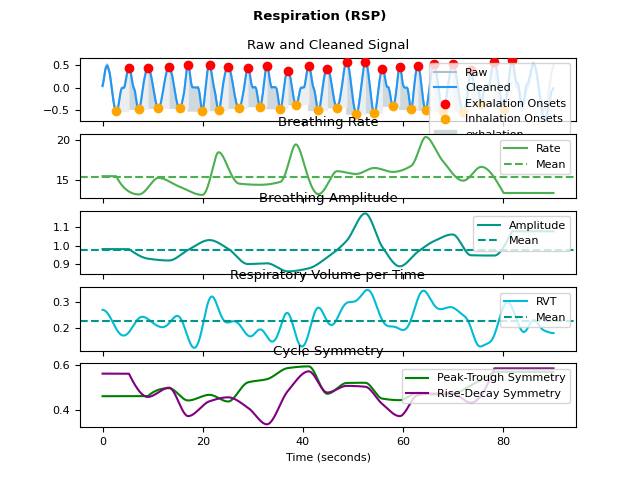 Respiration (RSP)
Raw and Cleaned Signal
0.5
0.0
−0.5
Raw
Cleaned
Exhalation Onsets
Inhalation Onsets
exhalation
Breathing Rate
20
15
Rate
Mean
Breathing Amplitude
1.1
1.0
0.9
Amplitude
Mean
Respiratory Volume per Time
0.3
0.2
RVT
Mean
Cycle Symmetry
0.6
0.4
Peak-Trough Symmetry
Rise-Decay Symmetry
0 20 40 60 80
Time (seconds)